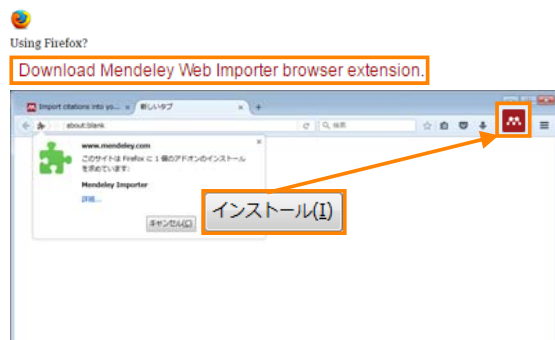 Using Firefox?
Download Mendeley Web Importer browser extension.
Import citations into yo... × 新しいタブ × +
about:blank
検索
www.mendeley.com
このサイトは Firefox に 1 個のアドオンのインストール
を求めています:
Mendeley Importer
詳細...
キャンセル(C)
インストール(I)